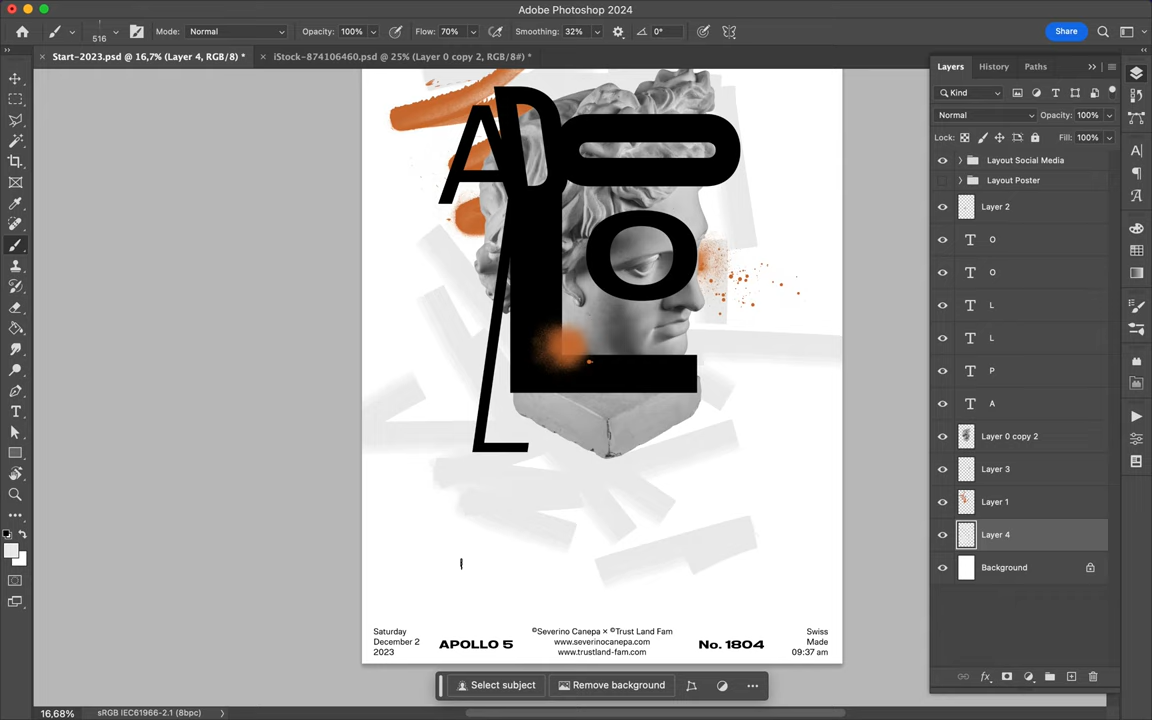 Adobe Photoshop 2024
516
Mode: Normal
Opacity: 100%
Flow: 70%
Smoothing: 32%
0°
Share
Start-2023.psd @ 16,7% (Layer 4, RGB/8) *
iStock-874106460.psd @ 25% (Layer 0 copy 2, RGB/8#) *
Layers
History
Paths
Kind
Normal
Opacity: 100%
Lock:
Fill: 100%
Layout Social Media
Layout Poster
Layer 2
O
O
L
L
P
A
Layer 0 copy 2
Layer 3
Layer 1
Layer 4
Background
A
P
O
L
L
O
Saturday
December 2
2023
APOLLO 5
©Severino Canepa × ©Trust Land Fam
www.severinocanepa.com
www.trustland-fam.com
No. 1804
Swiss
Made
09:37 am
Select subject
Remove background
16,68%
sRGB IEC61966-2.1 (8bpc)